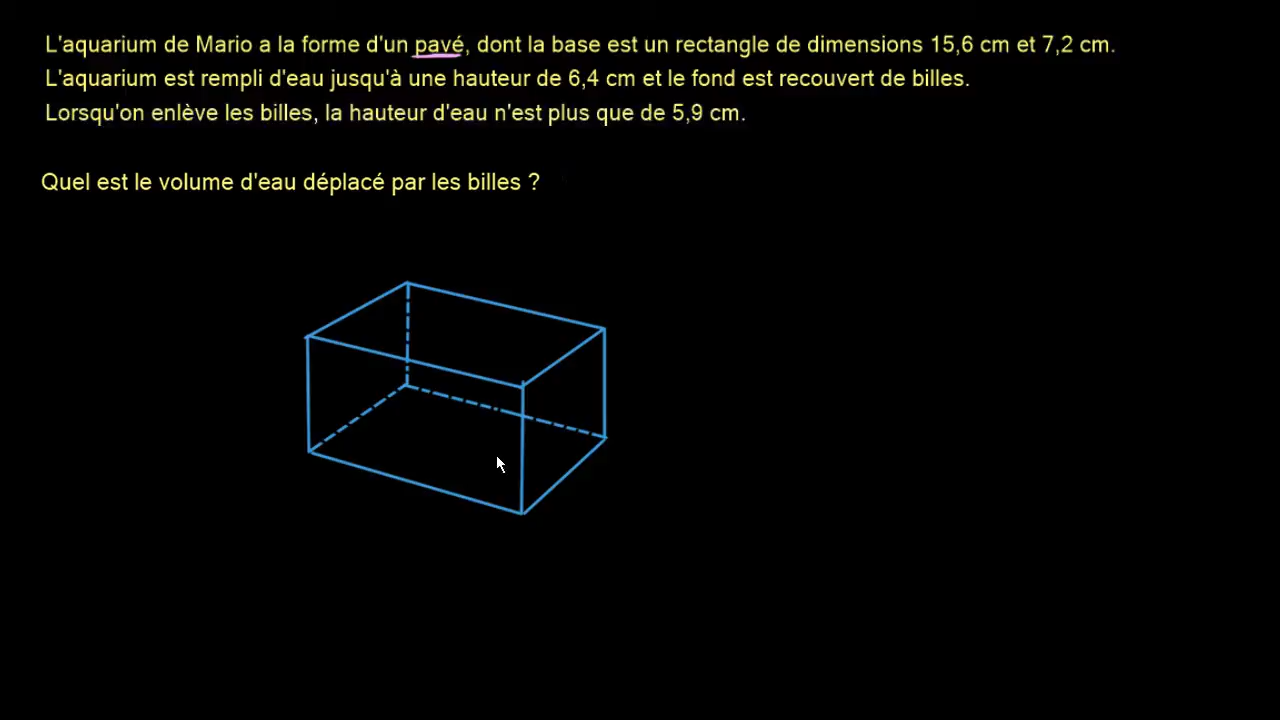 L'aquarium de Mario a la forme d'un pavé, dont la base est un rectangle de dimensions 15,6 cm et 7,2 cm.
L'aquarium est rempli d'eau jusqu'à une hauteur de 6,4 cm et le fond est recouvert de billes.
Lorsqu'on enlève les billes, la hauteur d'eau n'est plus que de 5,9 cm.
Quel est le volume d'eau déplacé par les billes ?